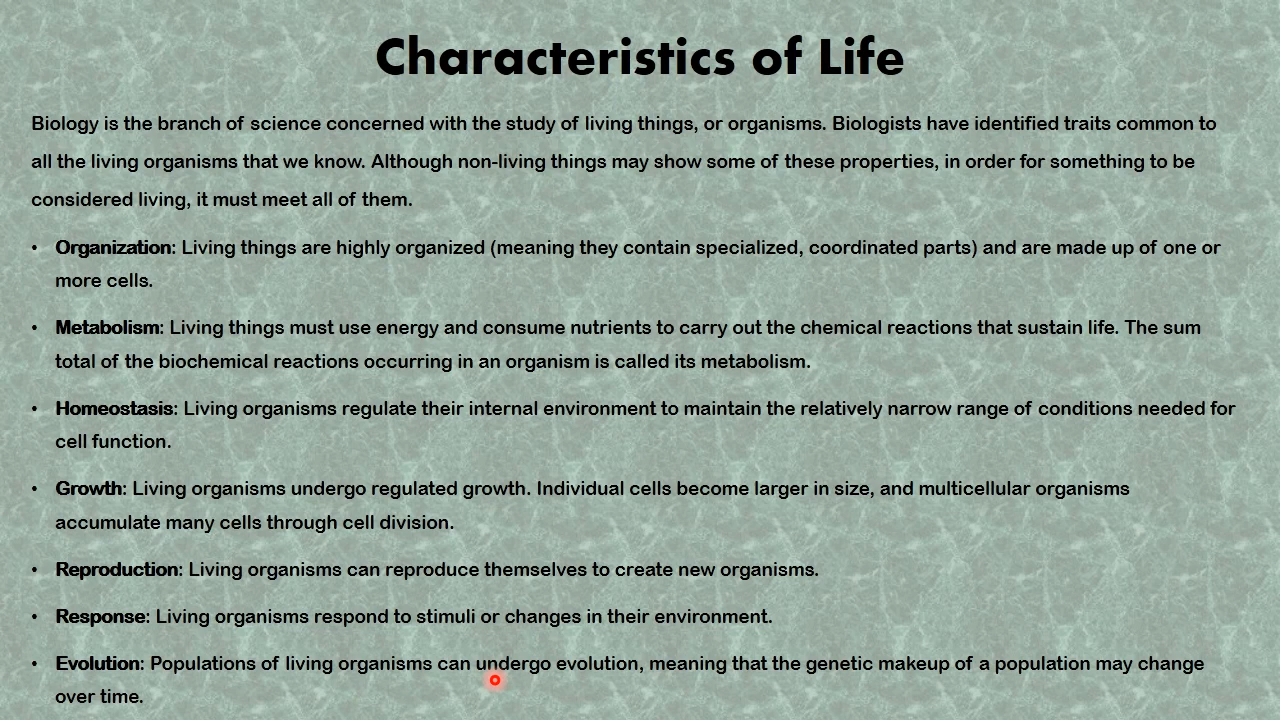 Characteristics of Life
Biology is the branch of science concerned with the study of living things, or organisms. Biologists have identified traits common to
all the living organisms that we know. Although non-living things may show some of these properties, in order for something to be
considered living, it must meet all of them.
• Organization: Living things are highly organized (meaning they contain specialized, coordinated parts) and are made up of one or
more cells.
• Metabolism: Living things must use energy and consume nutrients to carry out the chemical reactions that sustain life. The sum
total of the biochemical reactions occurring in an organism is called its metabolism.
• Homeostasis: Living organisms regulate their internal environment to maintain the relatively narrow range of conditions needed for
cell function.
• Growth: Living organisms undergo regulated growth. Individual cells become larger in size, and multicellular organisms
accumulate many cells through cell division.
• Reproduction: Living organisms can reproduce themselves to create new organisms.
• Response: Living organisms respond to stimuli or changes in their environment.
• Evolution: Populations of living organisms can undergo evolution, meaning that the genetic makeup of a population may change
over time.